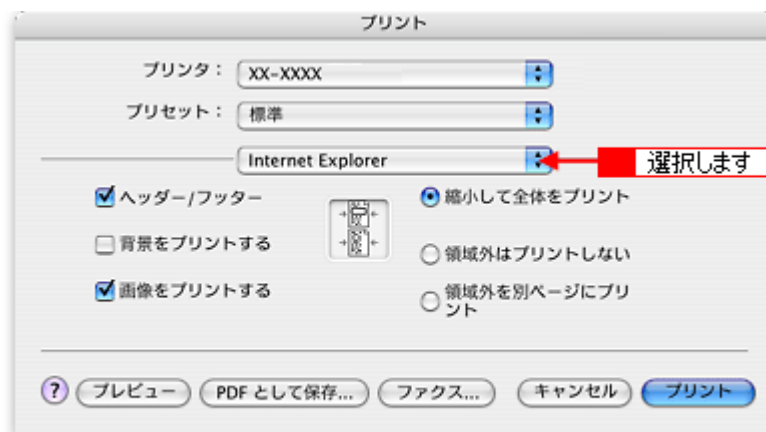 プリント
プリンタ： XX-XXXX
プリセット： 標準
Internet Explorer
選択します
ヘッダー/フッター
縮小して全体をプリント
背景をプリントする
領域外はプリントしない
画像をプリントする
領域外を別ページにプリ
ント
? プレビュー PDF として保存... ファクス... キャンセル プリント